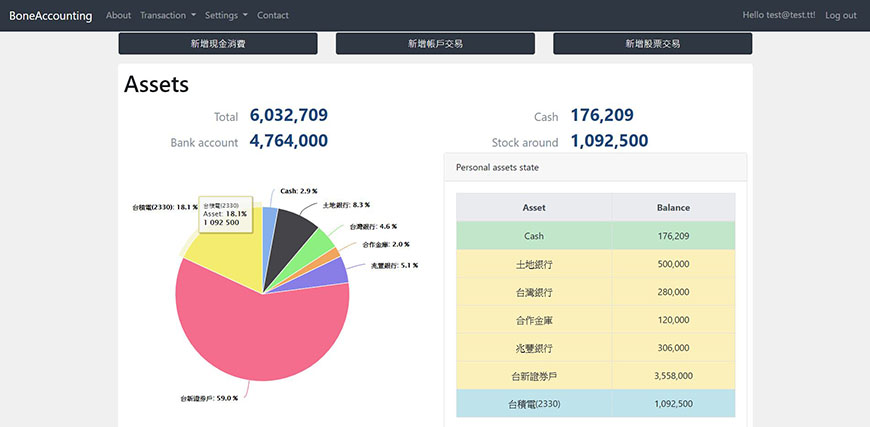 BoneAccounting About Transaction Settings Contact Hello test@test.tt! Log out
新增現金消費 新增帳戶交易 新增股票交易
Assets
Total 6,032,709 Cash 176,209
Bank account 4,764,000 Stock around 1,092,500
Personal assets state
Cash: 2.9 %
土地銀行: 8.3 %
台積電(2330): 18.1 %
台積電(2330)
Asset: 18.1%
1 092 500
台灣銀行: 4.6 %
合作金庫: 2.0 %
兆豐銀行: 5.1 %
台新證券戶: 59.0 %
Asset Balance
Cash 176,209
土地銀行 500,000
台灣銀行 280,000
合作金庫 120,000
兆豐銀行 306,000
台新證券戶 3,558,000
台積電(2330) 1,092,500